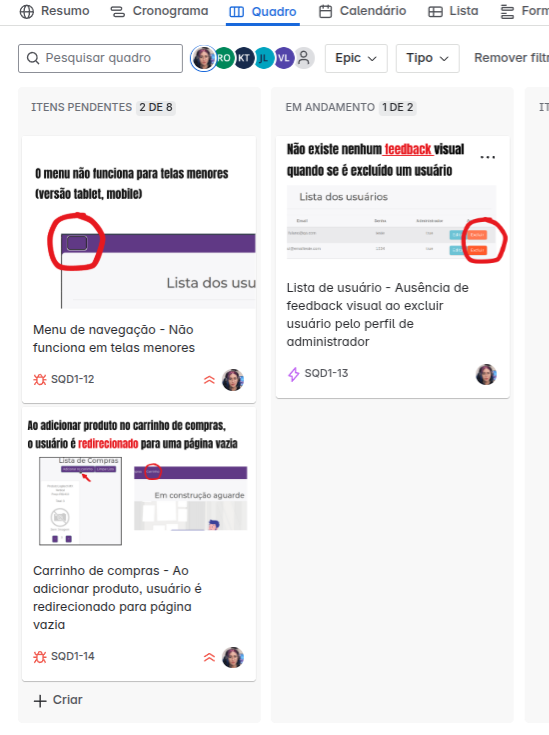 Resumo Cronograma Quadro Calendário Lista Form
Pesquisar quadro RO KT JL VL Epic Tipo Remover filtr
ITENS PENDENTES 2 DE 8
O menu não funciona para telas menores
(versão tablet, mobile)
Lista dos usu
Menu de navegação - Não
funciona em telas menores
SQD1-12
Ao adicionar produto no carrinho de compras,
o usuário é redirecionado para uma página vazia
Lista de Compras
Em construção aguarde
Carrinho de compras - Ao
adicionar produto, usuário é
redirecionado para página
vazia
SQD1-14
Criar
EM ANDAMENTO 1 DE 2
Não existe nenhum feedback visual
quando se é excluído um usuário
Lista dos usuários
Email Nome Administrador
Lista de usuário - Ausência de
feedback visual ao excluir
usuário pelo perfil de
administrador
SQD1-13
IT